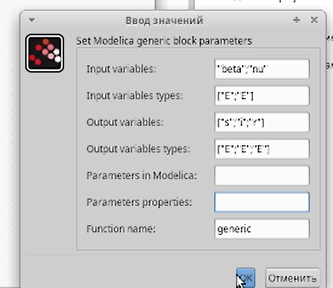 Ввод значений
Set Modelica generic block parameters
Input variables: "beta";"nu"
Input variables types: ["E";"E"]
Output variables: ["s";"i";"r"]
Output variables types: ["E";"E";"E"]
Parameters in Modelica:
Parameters properties:
Function name: generic
OK Отменить